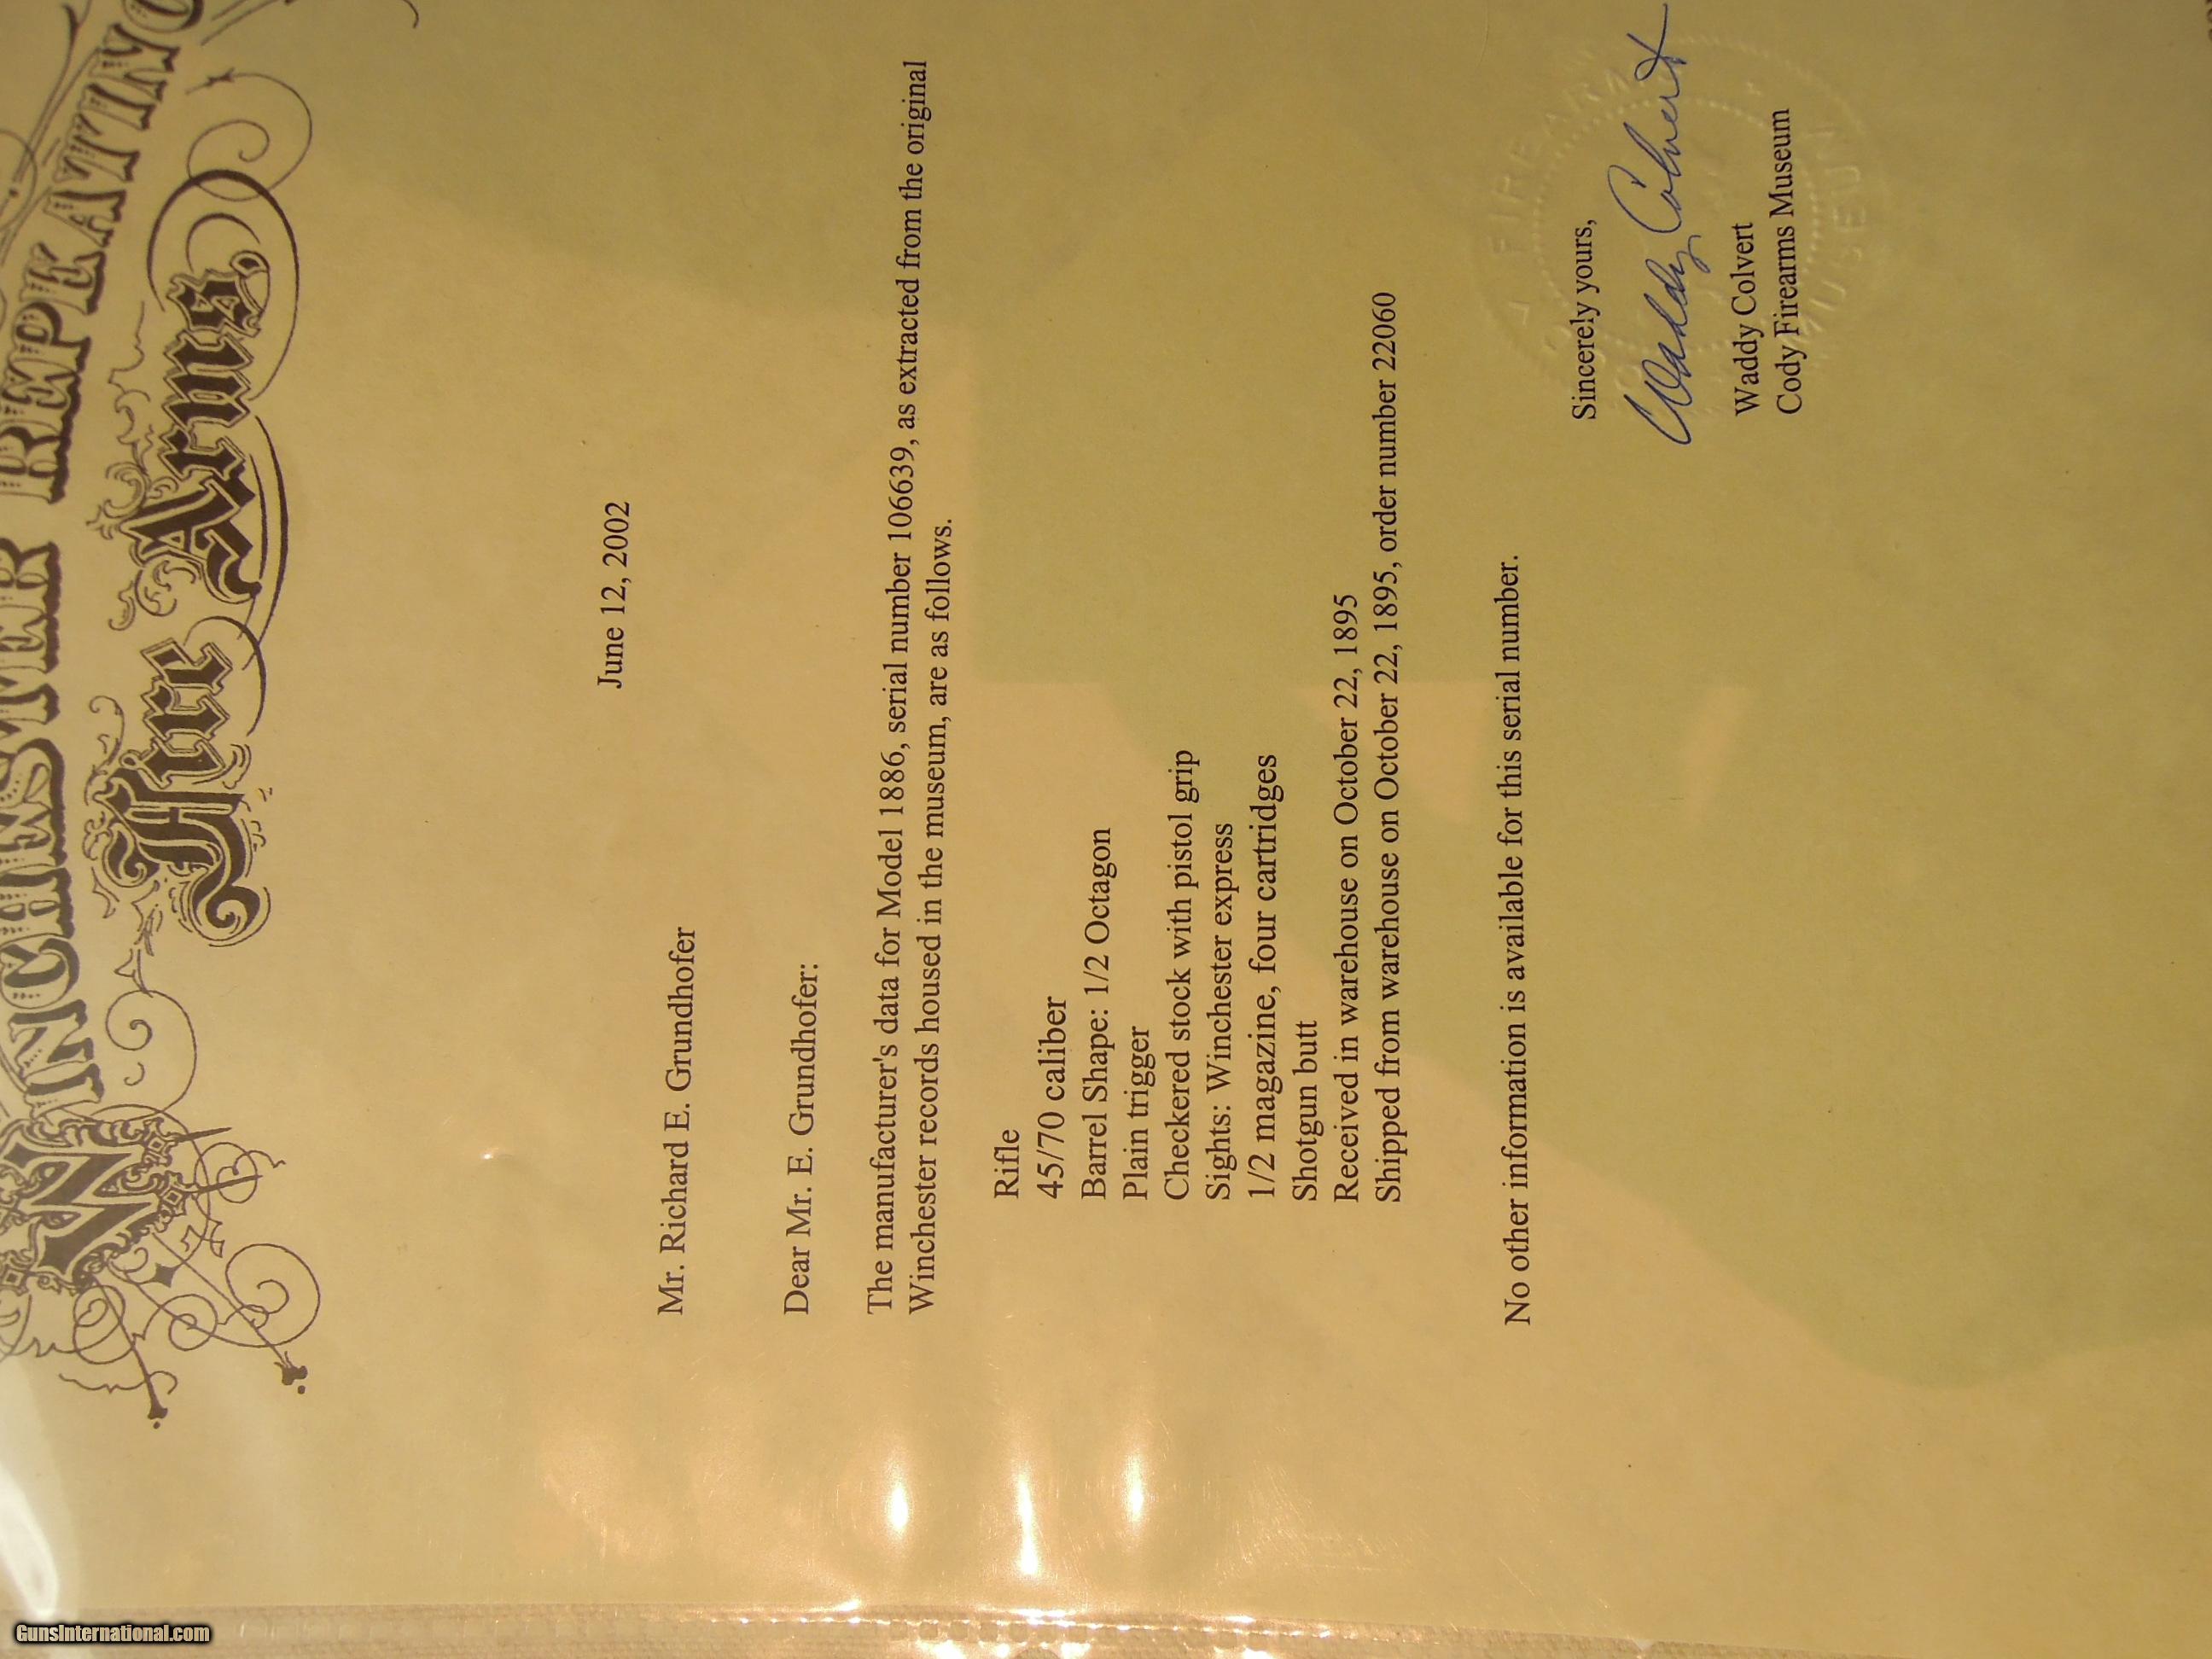 WINCHESTER REPEATING
Fire Arms
June 12, 2002
Mr. Richard E. Grundhofer
Dear Mr. E. Grundhofer:
The manufacturer's data for Model 1886, serial number 106639, as extracted from the original
Winchester records housed in the museum, are as follows.
Rifle
45/70 caliber
Barrel Shape: 1/2 Octagon
Plain trigger
Checkered stock with pistol grip
Sights: Winchester express
1/2 magazine, four cartridges
Shotgun butt
Received in warehouse on October 22, 1895
Shipped from warehouse on October 22, 1895, order number 22060
No other information is available for this serial number.
Sincerely yours,
Waddy Colvert
Waddy Colvert
Cody Firearms Museum
FIREARMS
MUSEUM
GunsInternational.com